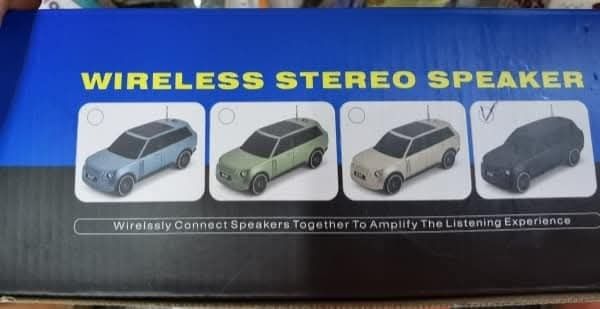 WIRELESS STEREO SPEAKER
Wirelssly Connect Speakers Together To Amplify The Listening Experience